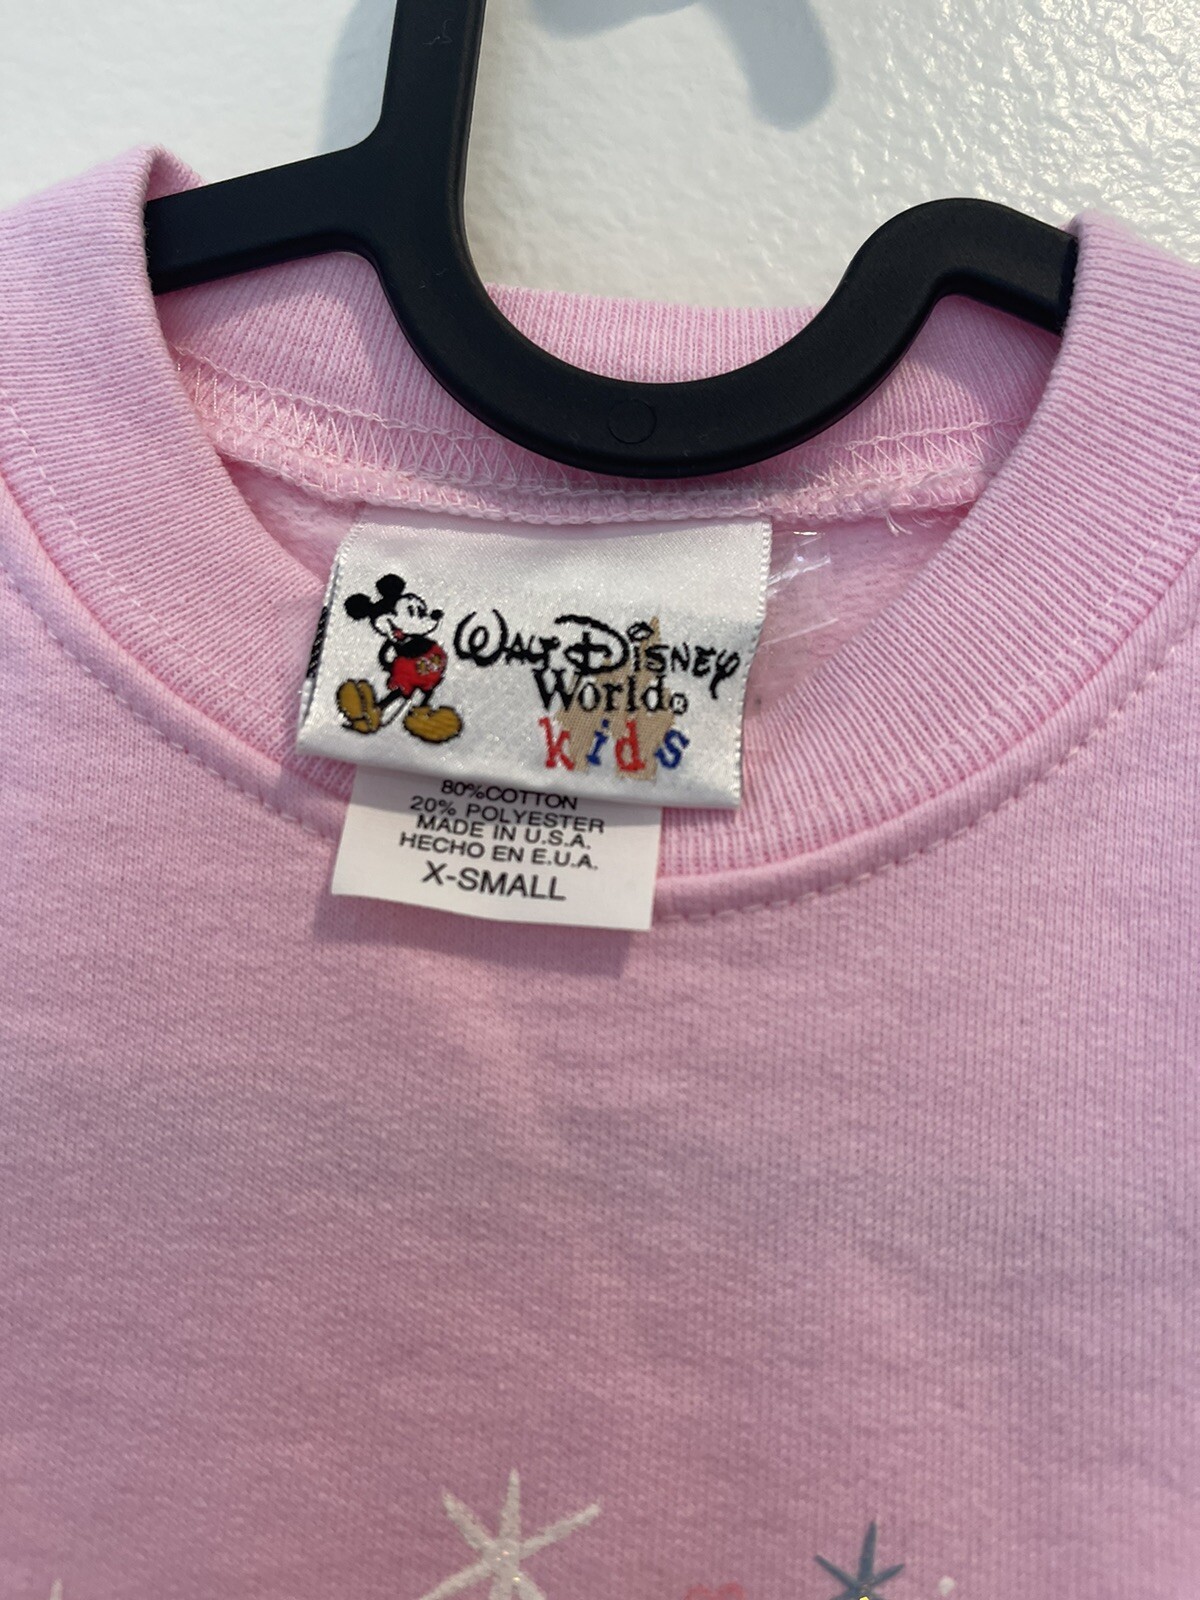 Walt Disney
World®
kids
80%COTTON
20% POLYESTER
MADE IN U.S.A.
HECHO EN E.U.A.
X-SMALL